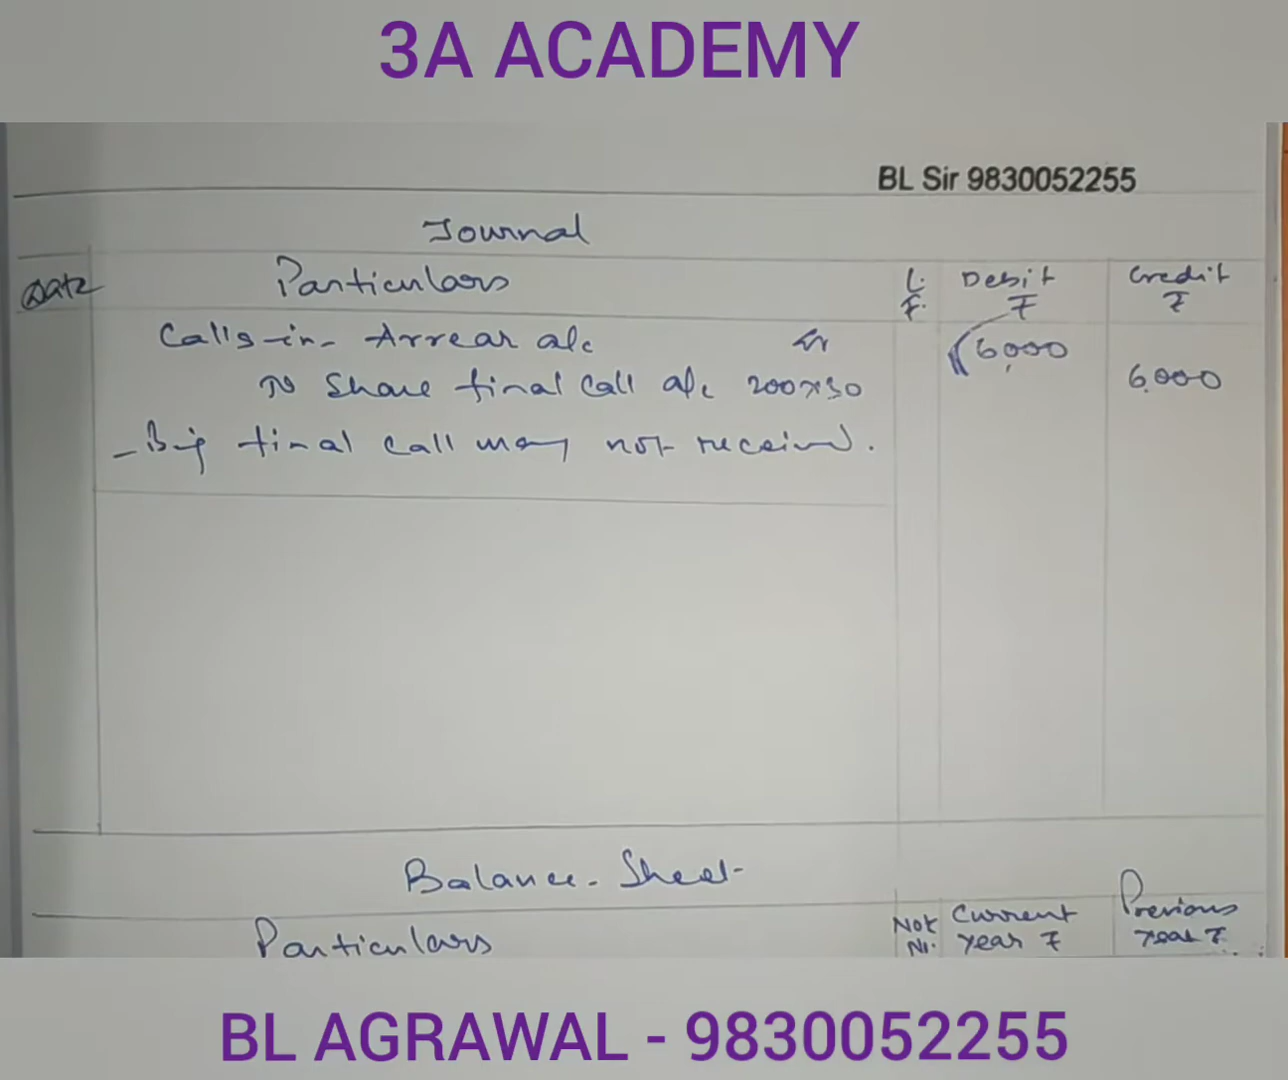 3A ACADEMY
BL Sir 9830052255
Journal
Date Particulars L. F. Debit ₹ Credit ₹
Calls-in-Arrear a/c Dr 6,000
To Share final call a/c 200x30 6,000
- Being final call money not received.
Balance-Sheet
Particulars Not No. Current year ₹ Previous year ₹
BL AGRAWAL - 9830052255